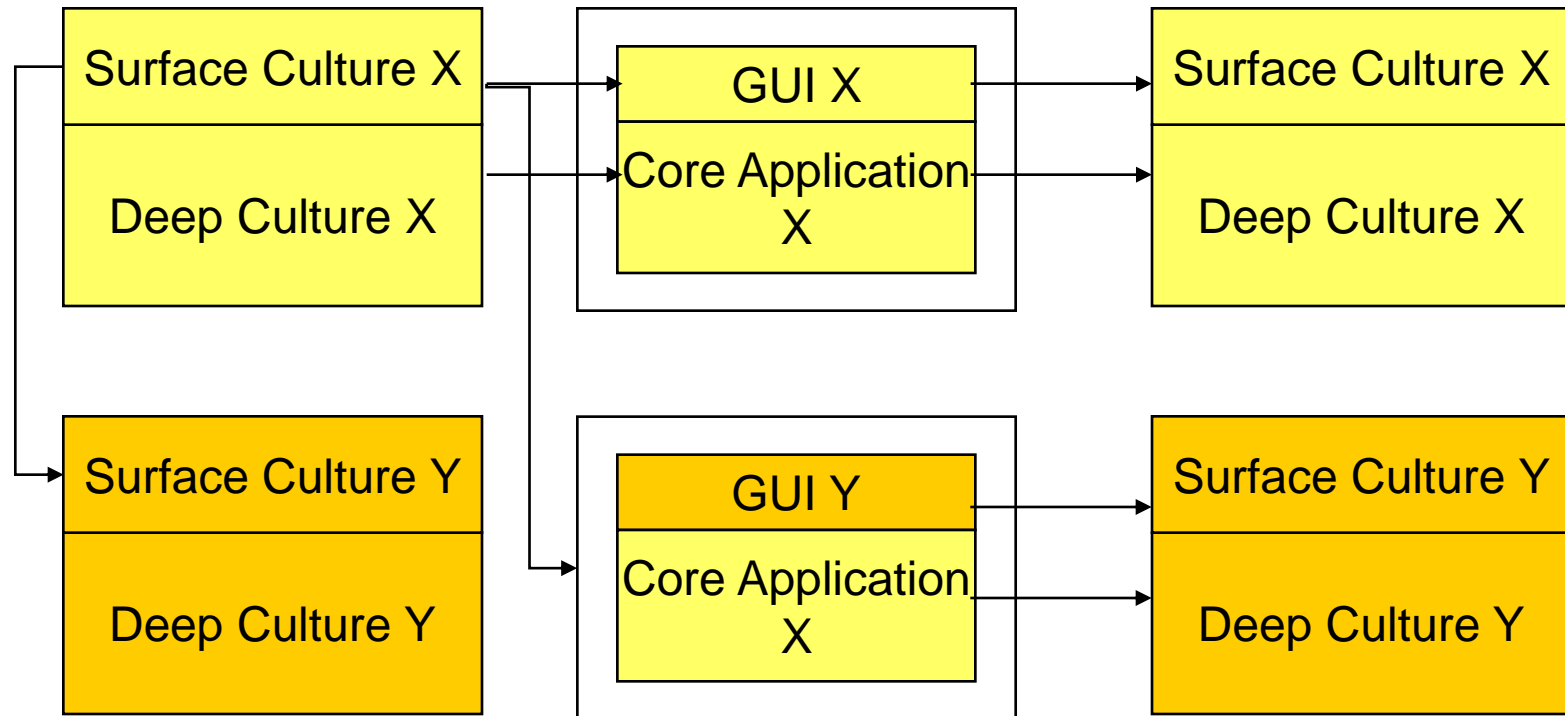 Surface Culture X
Deep Culture X
GUI X
Core Application
X
Surface Culture X
Deep Culture X
Surface Culture Y
Deep Culture Y
GUI Y
Core Application
X
Surface Culture Y
Deep Culture Y